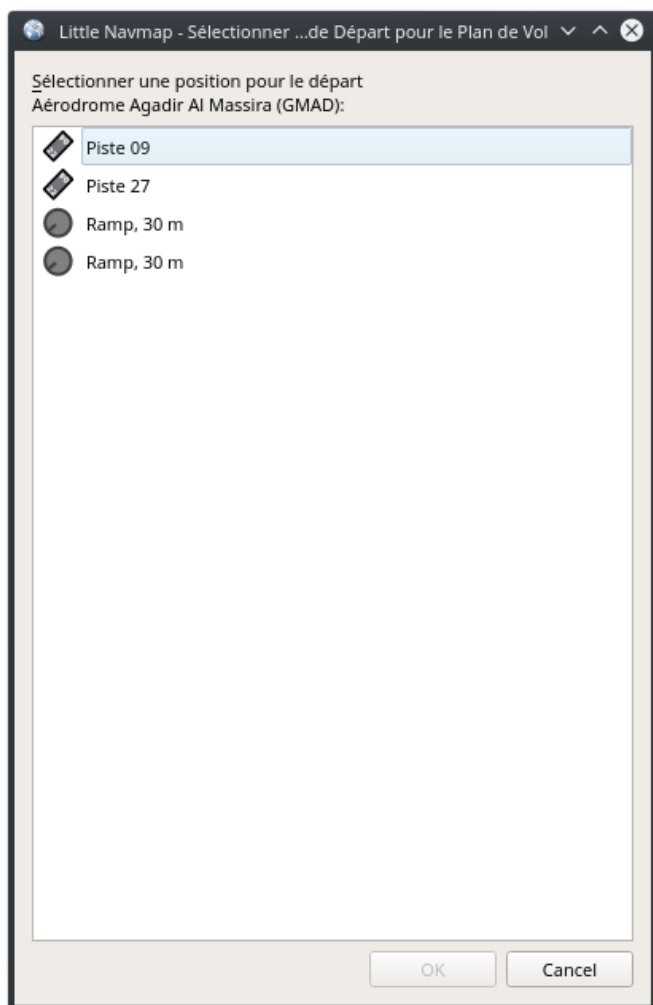 Little Navmap - Sélectionner ...de Départ pour le Plan de Vol
Sélectionner une position pour le départ
Aérodrome Agadir Al Massira (GMAD):
Piste 09
Piste 27
Ramp, 30 m
Ramp, 30 m
OK
Cancel